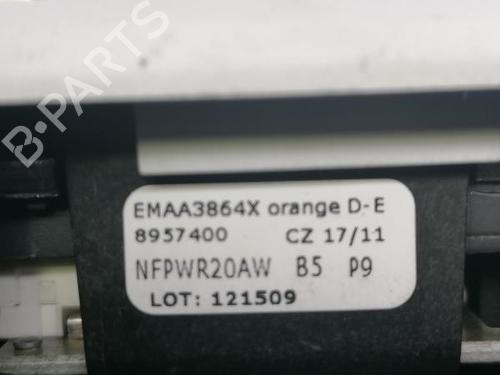 B-PARTS
EMAA3864X orange D-E
8957400 CZ 17/11
NFPWR20AW B5 P9
LOT: 121509